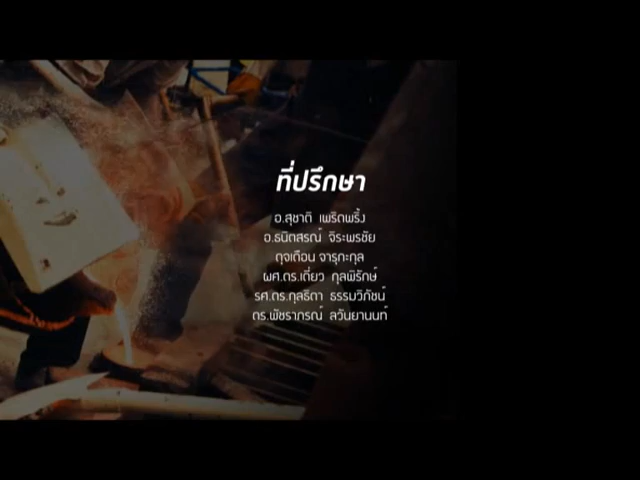 ที่ปรึกษา
อ.สุชาติ เพริดพริ้ง
อ.ธนิตสรณ์ จิระพรชัย
ดุจเดือน จารุกะกุล
ผศ.ดร.เดี่ยว กุลพิรักษ์
รศ.ดร.กุลธิดา ธรรมวิภัชน์
ดร.พัชราภรณ์ ลวันยานนท์